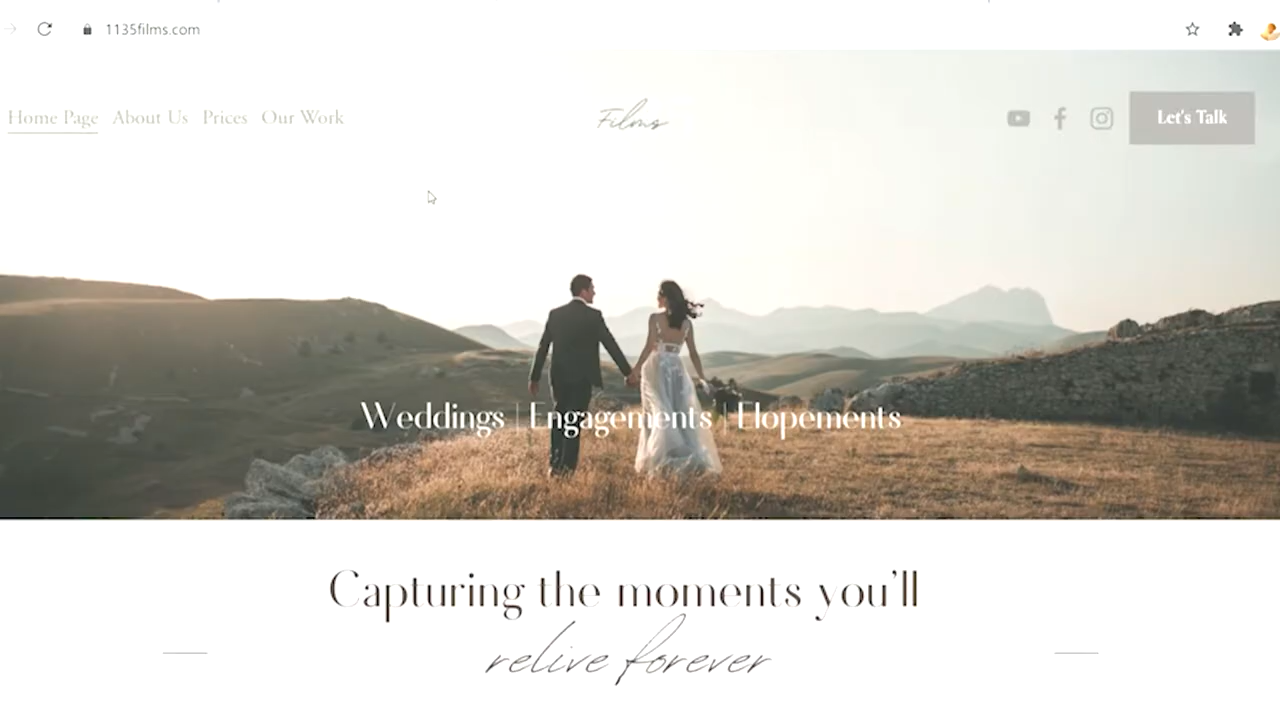 1135films.com
Home Page About Us Prices Our Work
Films
Let's Talk
Weddings | Engagements | Elopements
Capturing the moments you'll
relive forever